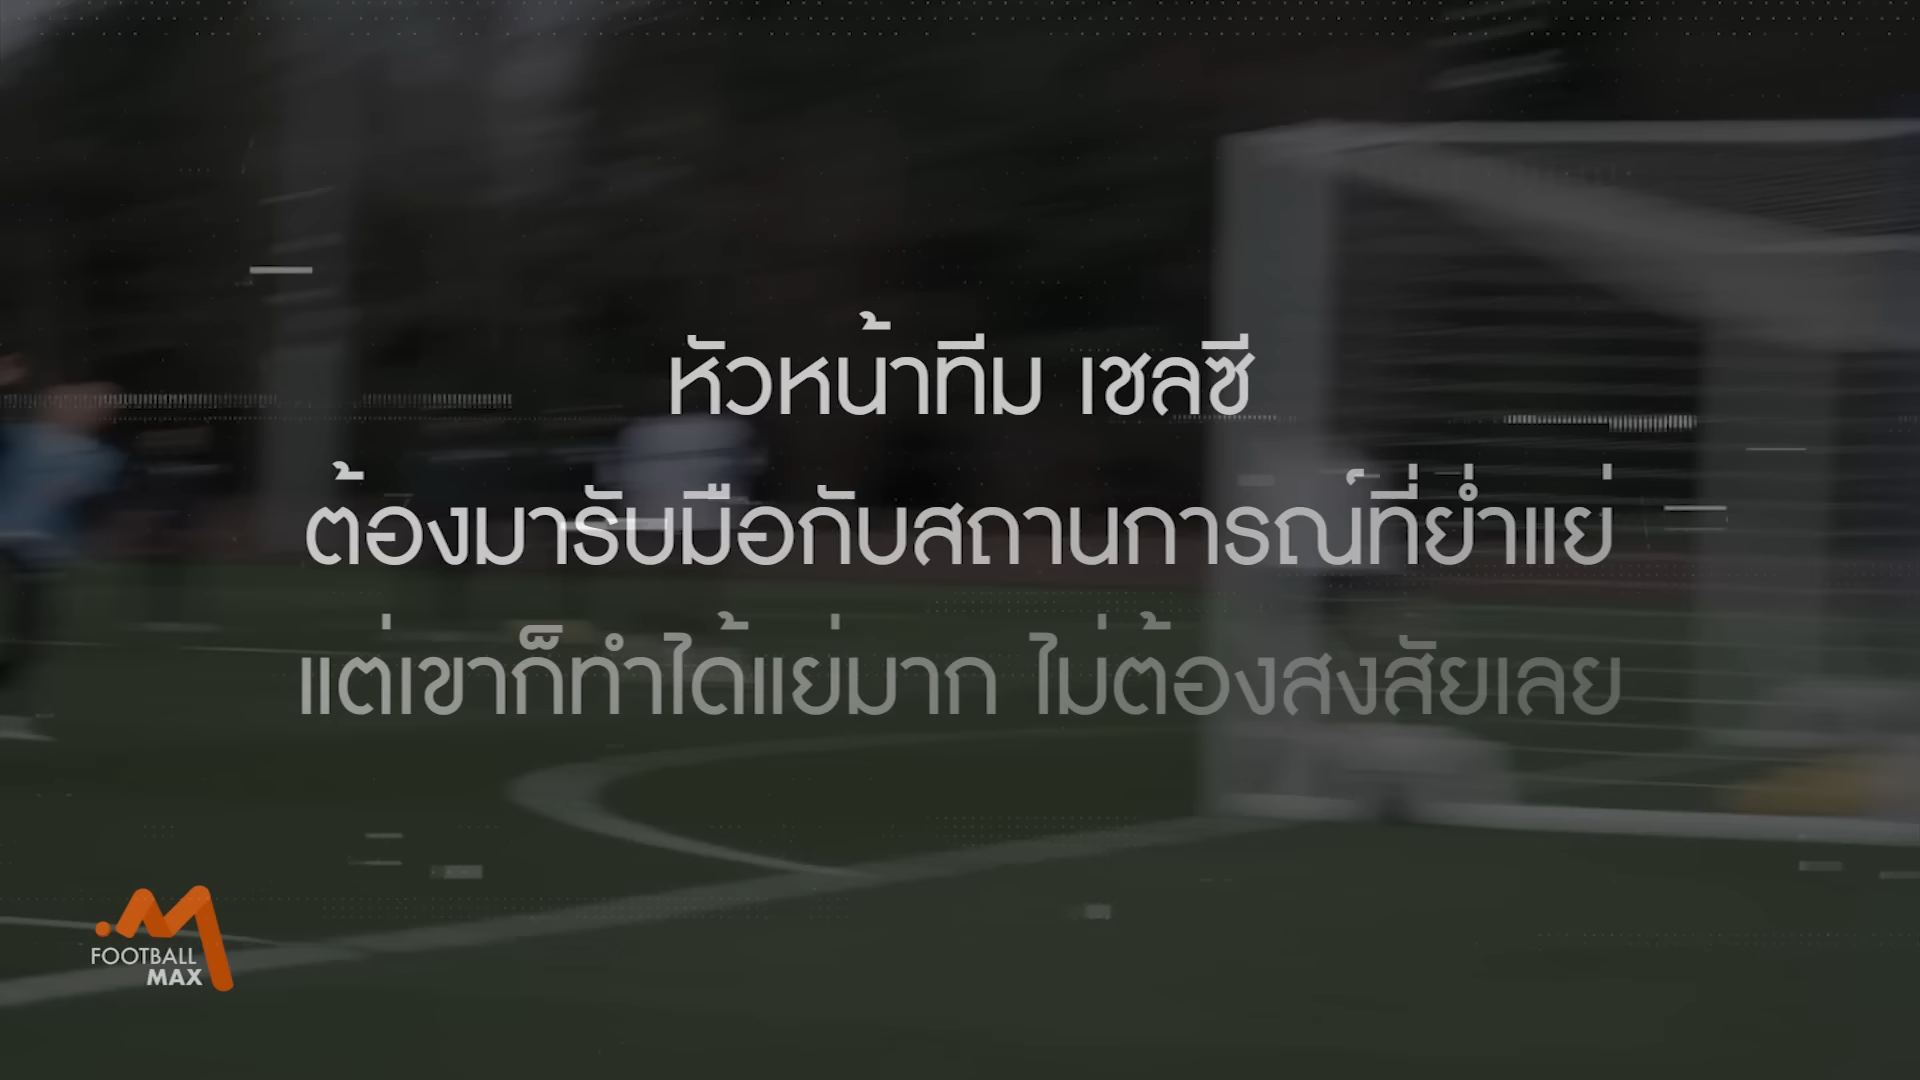 หัวหน้าทีม เชลซี
ต้องมารับมือกับสถานการณ์ที่ย่ำแย่
แต่เขาก็ทำได้แย่มาก ไม่ต้องสงสัยเลย
FOOTBALL
MAX